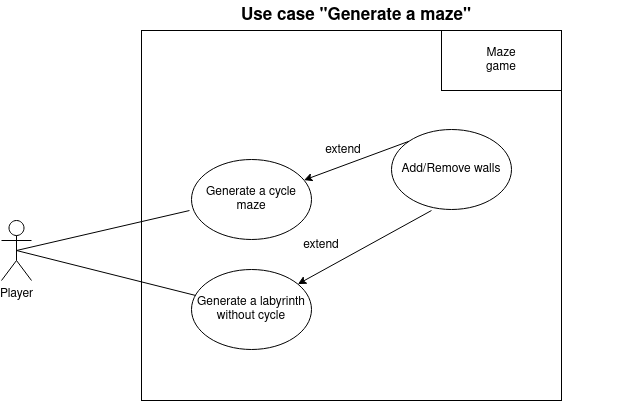 Use case "Generate a maze"
Maze
game
extend
Add/Remove walls
Generate a cycle
maze
extend
Player
Generate a labyrinth
without cycle